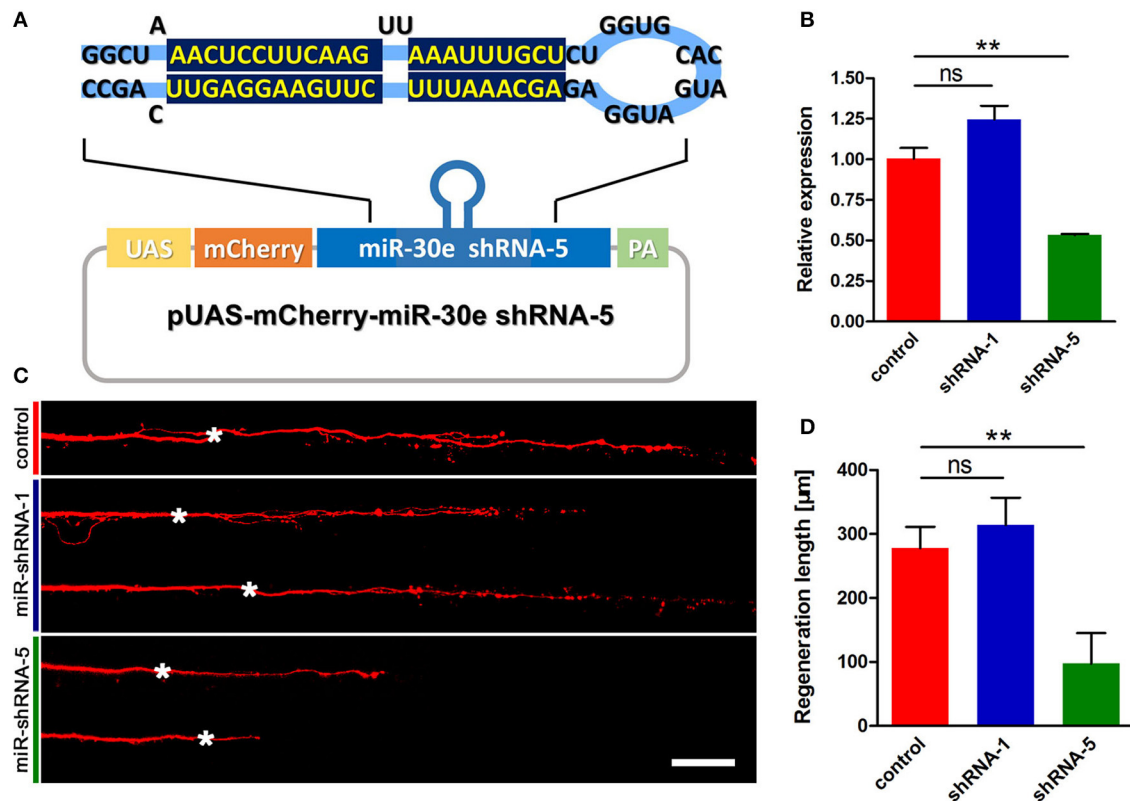 A
A UU GGUG
GGCU AACUCCUUCAAG AAAUUUGCU CU CAC
CCGA UUGAGGAAGUUC UUUAAACGA GA GUA
C GGUA
UAS mCherry miR-30e shRNA-5 PA
pUAS-mCherry-miR-30e shRNA-5
B
Relative expression
1.50
1.25
1.00
0.75
0.50
0.25
0.00
**
ns
control
shRNA-1
shRNA-5
C
control
*
miR-shRNA-1
*
*
miR-shRNA-5
*
*
D
Regeneration length [µm]
400
300
200
100
0
**
ns
control
shRNA-1
shRNA-5